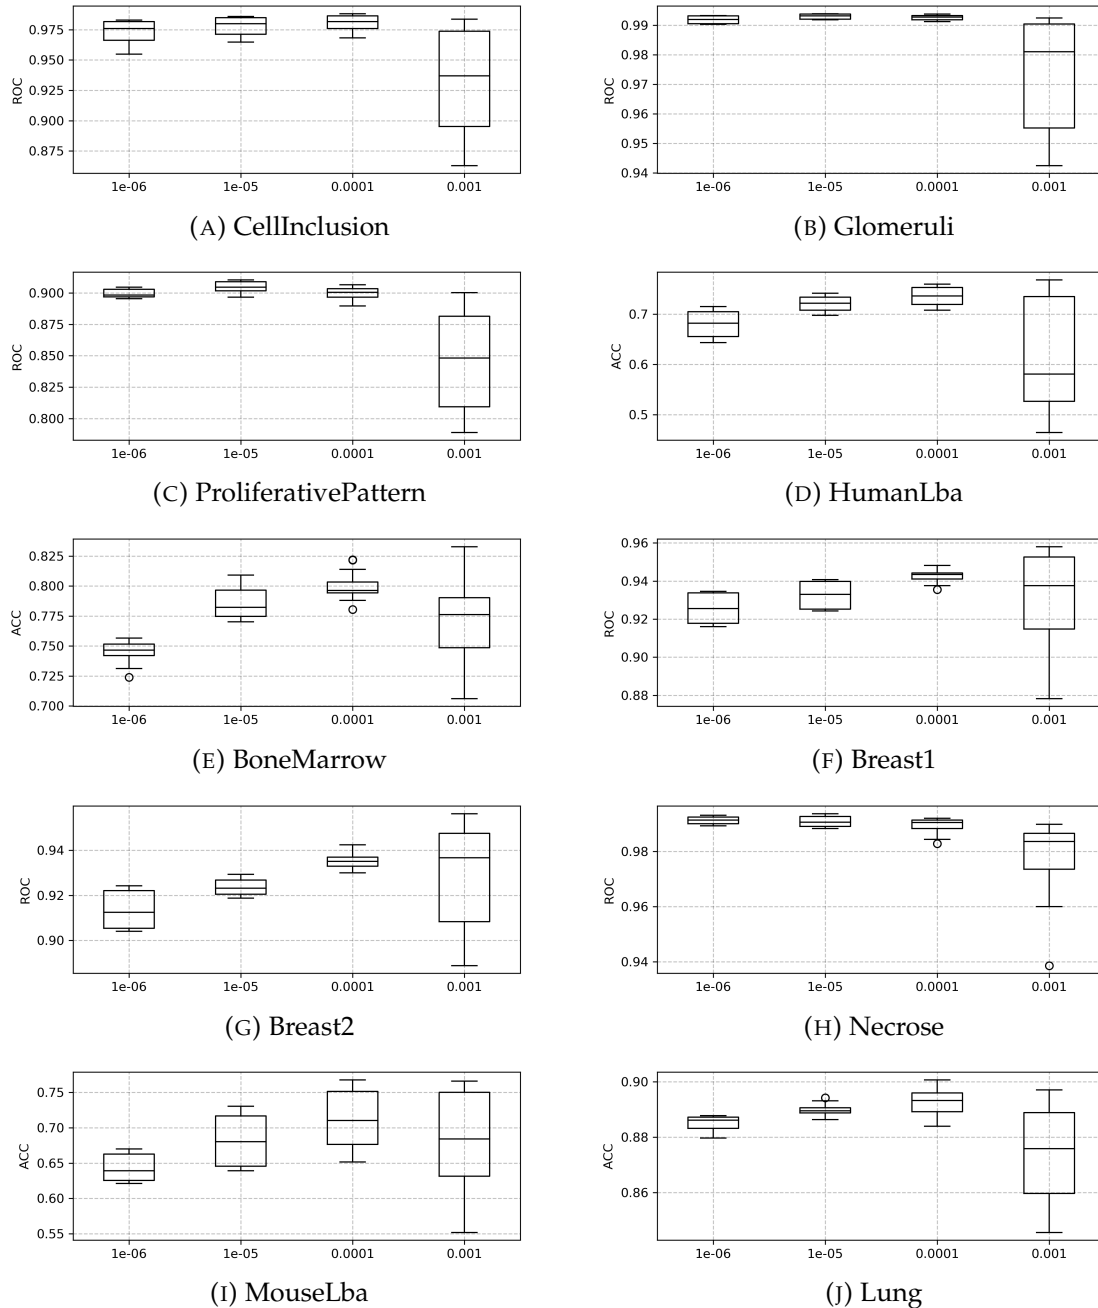 0.975
0.950
0.925
0.900
0.875
ROC
1e-06 1e-05 0.0001 0.001
(A) CellInclusion
0.99
0.98
0.97
0.96
0.95
0.94
ROC
1e-06 1e-05 0.0001 0.001
(B) Glomeruli
0.900
0.875
0.850
0.825
0.800
ROC
1e-06 1e-05 0.0001 0.001
(C) ProliferativePattern
0.7
0.6
0.5
ACC
1e-06 1e-05 0.0001 0.001
(D) HumanLba
0.825
0.800
0.775
0.750
0.725
0.700
ACC
1e-06 1e-05 0.0001 0.001
(E) BoneMarrow
0.96
0.94
0.92
0.90
0.88
ROC
1e-06 1e-05 0.0001 0.001
(F) Breast1
0.94
0.92
0.90
ROC
1e-06 1e-05 0.0001 0.001
(G) Breast2
0.98
0.96
0.94
ROC
1e-06 1e-05 0.0001 0.001
(H) Necrose
0.75
0.70
0.65
0.60
0.55
ACC
1e-06 1e-05 0.0001 0.001
(I) MouseLba
0.90
0.88
0.86
ACC
1e-06 1e-05 0.0001 0.001
(J) Lung